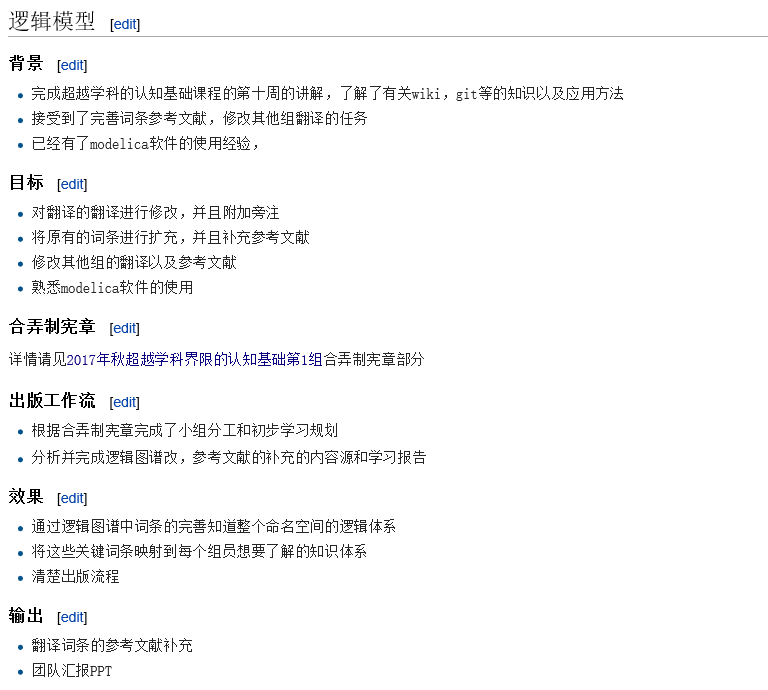 逻辑模型 [edit]
背景 [edit]
完成超越学科的认知基础课程的第十周的讲解，了解了有关wiki，git等的知识以及应用方法
接受到了完善词条参考文献，修改其他组翻译的任务
已经有了modelica软件的使用经验，
目标 [edit]
对翻译的翻译进行修改，并且附加旁注
将原有的词条进行扩充，并且补充参考文献
修改其他组的翻译以及参考文献
熟悉modelica软件的使用
合弄制宪章 [edit]
详情请见2017年秋超越学科界限的认知基础第1组合弄制宪章部分
出版工作流 [edit]
根据合弄制宪章完成了小组分工和初步学习规划
分析并完成逻辑图谱改，参考文献的补充的内容源和学习报告
效果 [edit]
通过逻辑图谱中词条的完善知道整个命名空间的逻辑体系
将这些关键词条映射到每个组员想要了解的知识体系
清楚出版流程
输出 [edit]
翻译词条的参考文献补充
团队汇报PPT